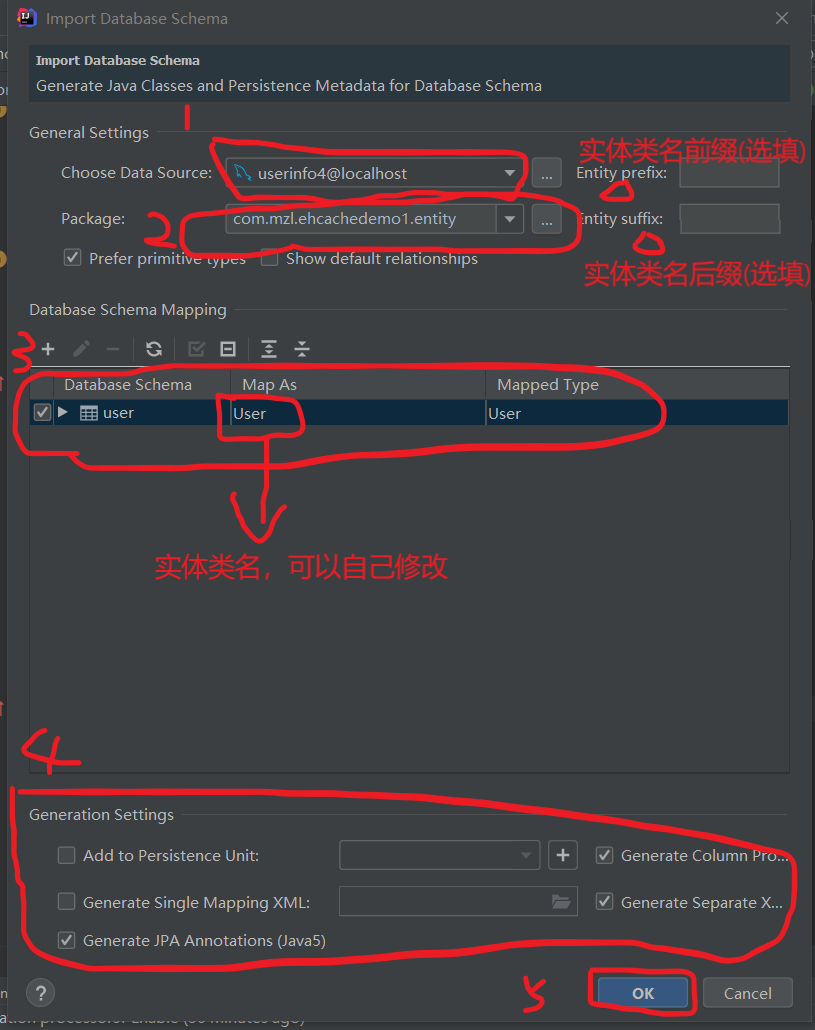 Import Database Schema
Import Database Schema
Generate Java Classes and Persistence Metadata for Database Schema
1
General Settings
实体类名前缀(选填)
Choose Data Source: userinfo4@localhost ... Entity prefix:
2 Package: com.mzl.ehcachedemo1.entity ... Entity suffix:
Prefer primitive types Show default relationships
实体类名后缀(选填)
Database Schema Mapping
3
Database Schema Map As Mapped Type
user User User
实体类名，可以自己修改
4
Generation Settings
Add to Persistence Unit: Generate Column Pro...
Generate Single Mapping XML: Generate Separate X...
Generate JPA Annotations (Java5)
? 5 OK Cancel